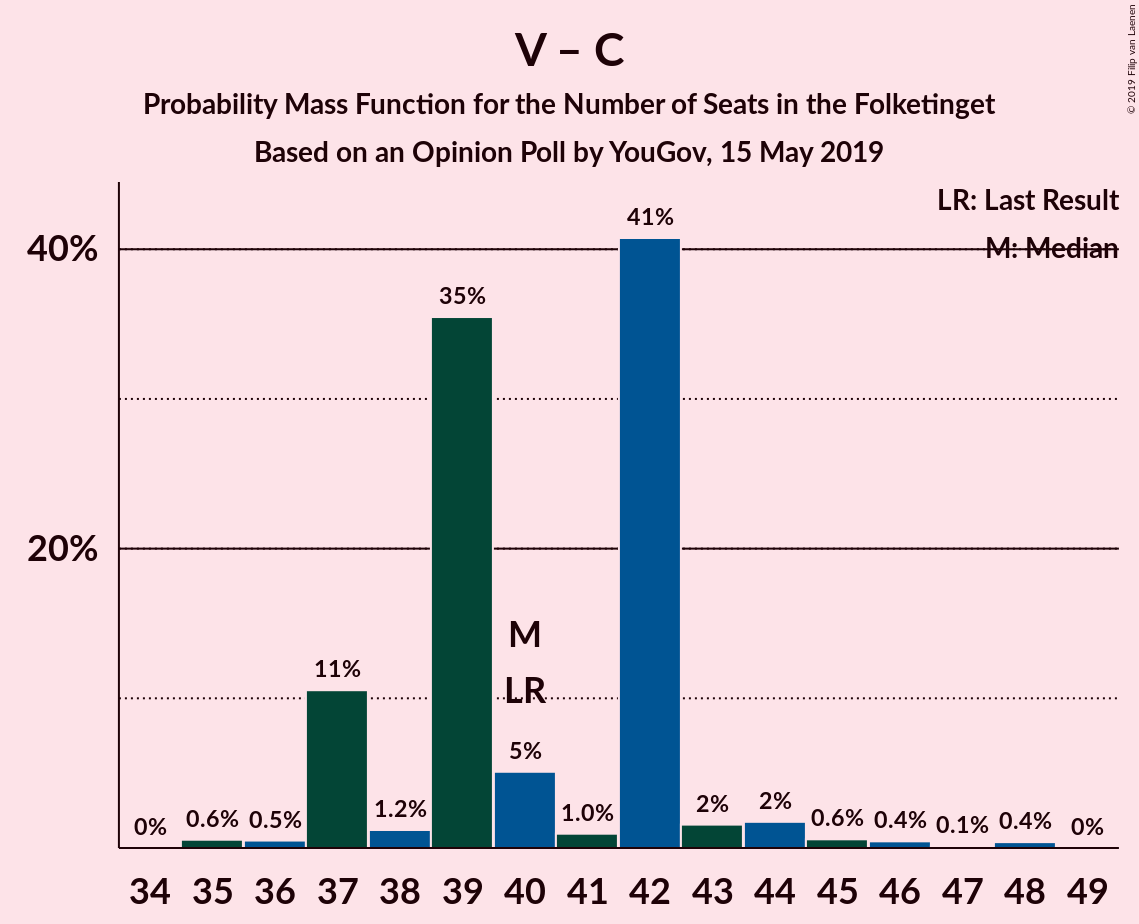 V – C
Probability Mass Function for the Number of Seats in the Folketinget
Based on an Opinion Poll by YouGov, 15 May 2019
© 2019 Filip van Laenen
LR: Last Result
M: Median
40%
20%
0%
0.6%
0.5%
11%
1.2%
35%
5%
1.0%
41%
2%
2%
0.6%
0.4%
0.1%
0.4%
0%
M
LR
34 35 36 37 38 39 40 41 42 43 44 45 46 47 48 49